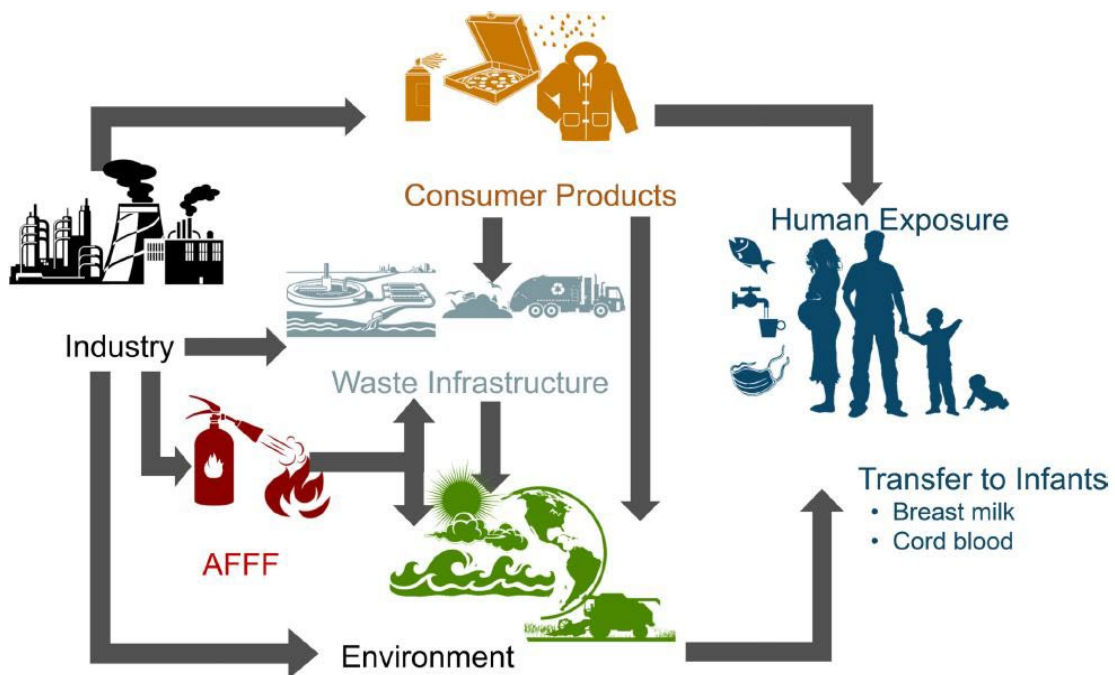 Consumer Products
Human Exposure
Industry
Waste Infrastructure
AFFF
Transfer to Infants
• Breast milk
• Cord blood
Environment